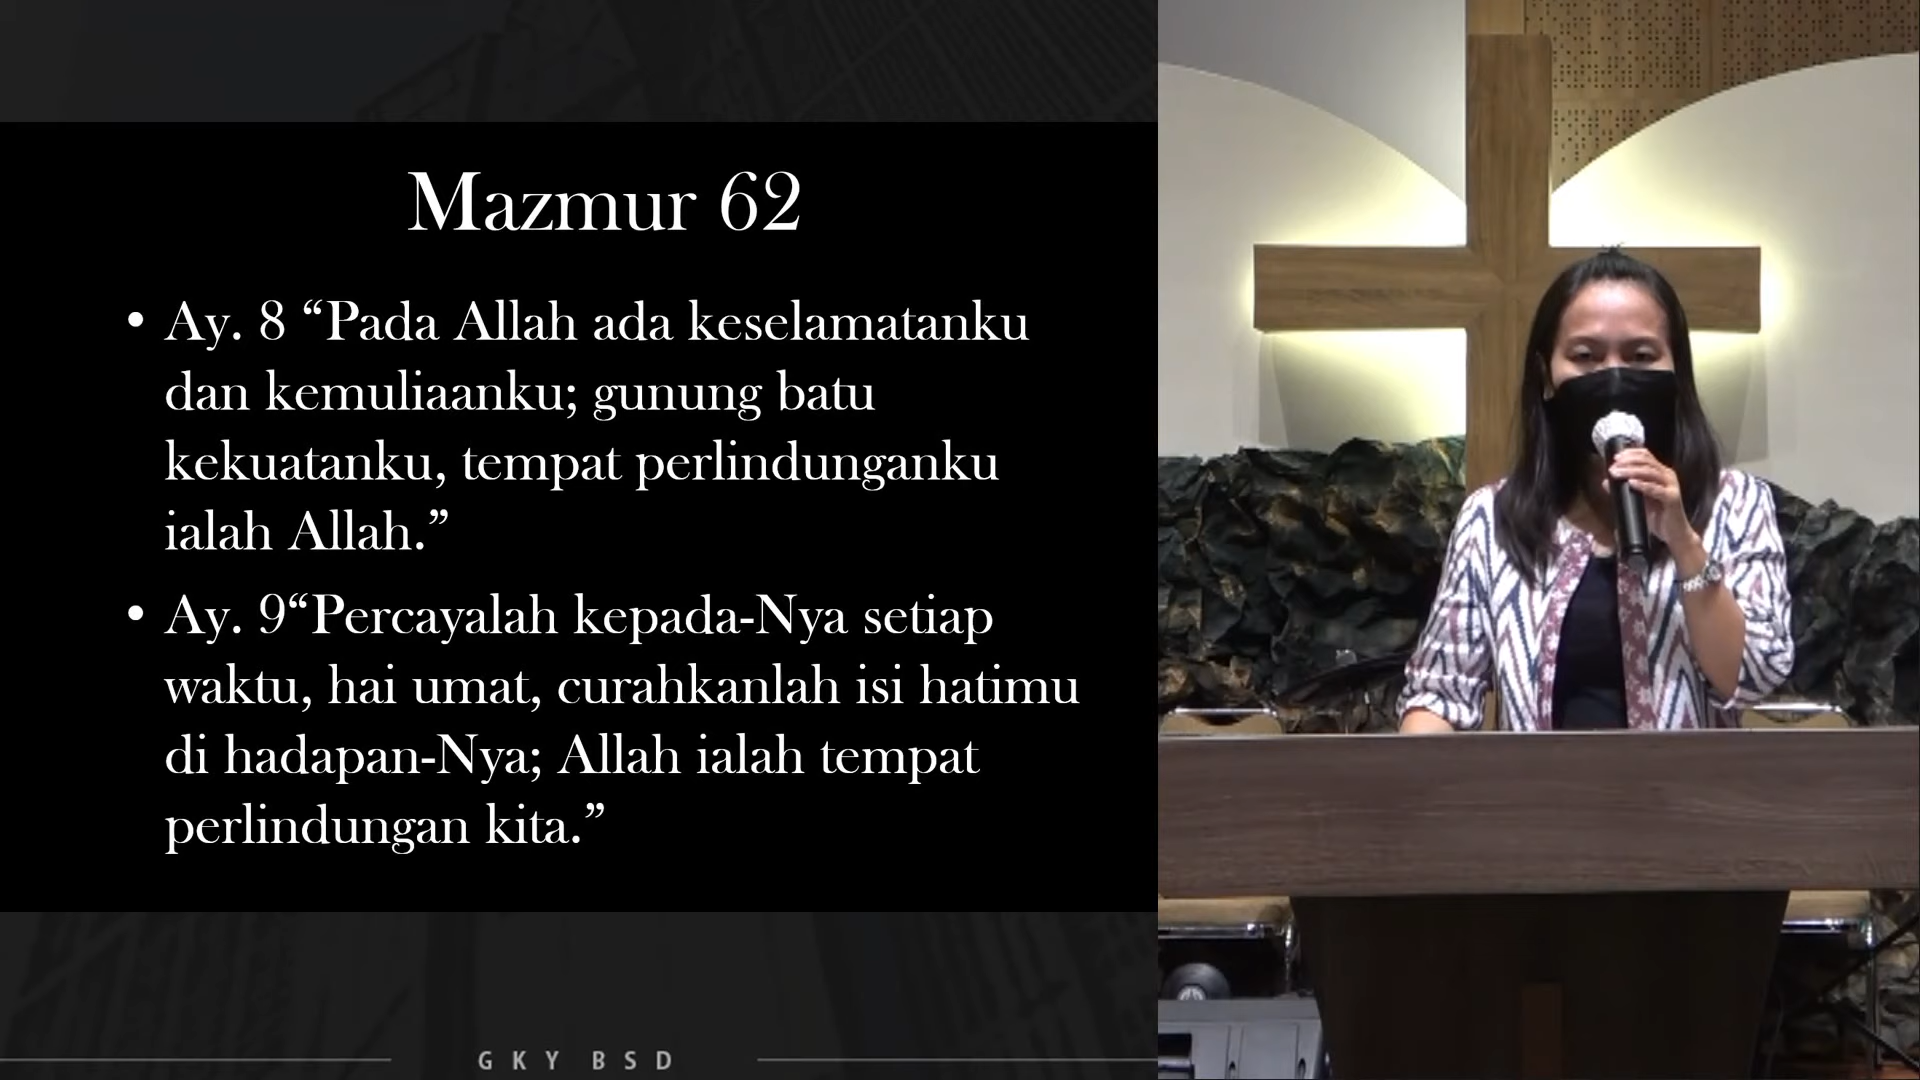 Mazmur 62
• Ay. 8 “Pada Allah ada keselamatanku
dan kemuliaanku; gunung batu
kekuatanku, tempat perlindunganku
ialah Allah.”
• Ay. 9“Percayalah kepada-Nya setiap
waktu, hai umat, curahkanlah isi hatimu
di hadapan-Nya; Allah ialah tempat
perlindungan kita.”
GKY BSD